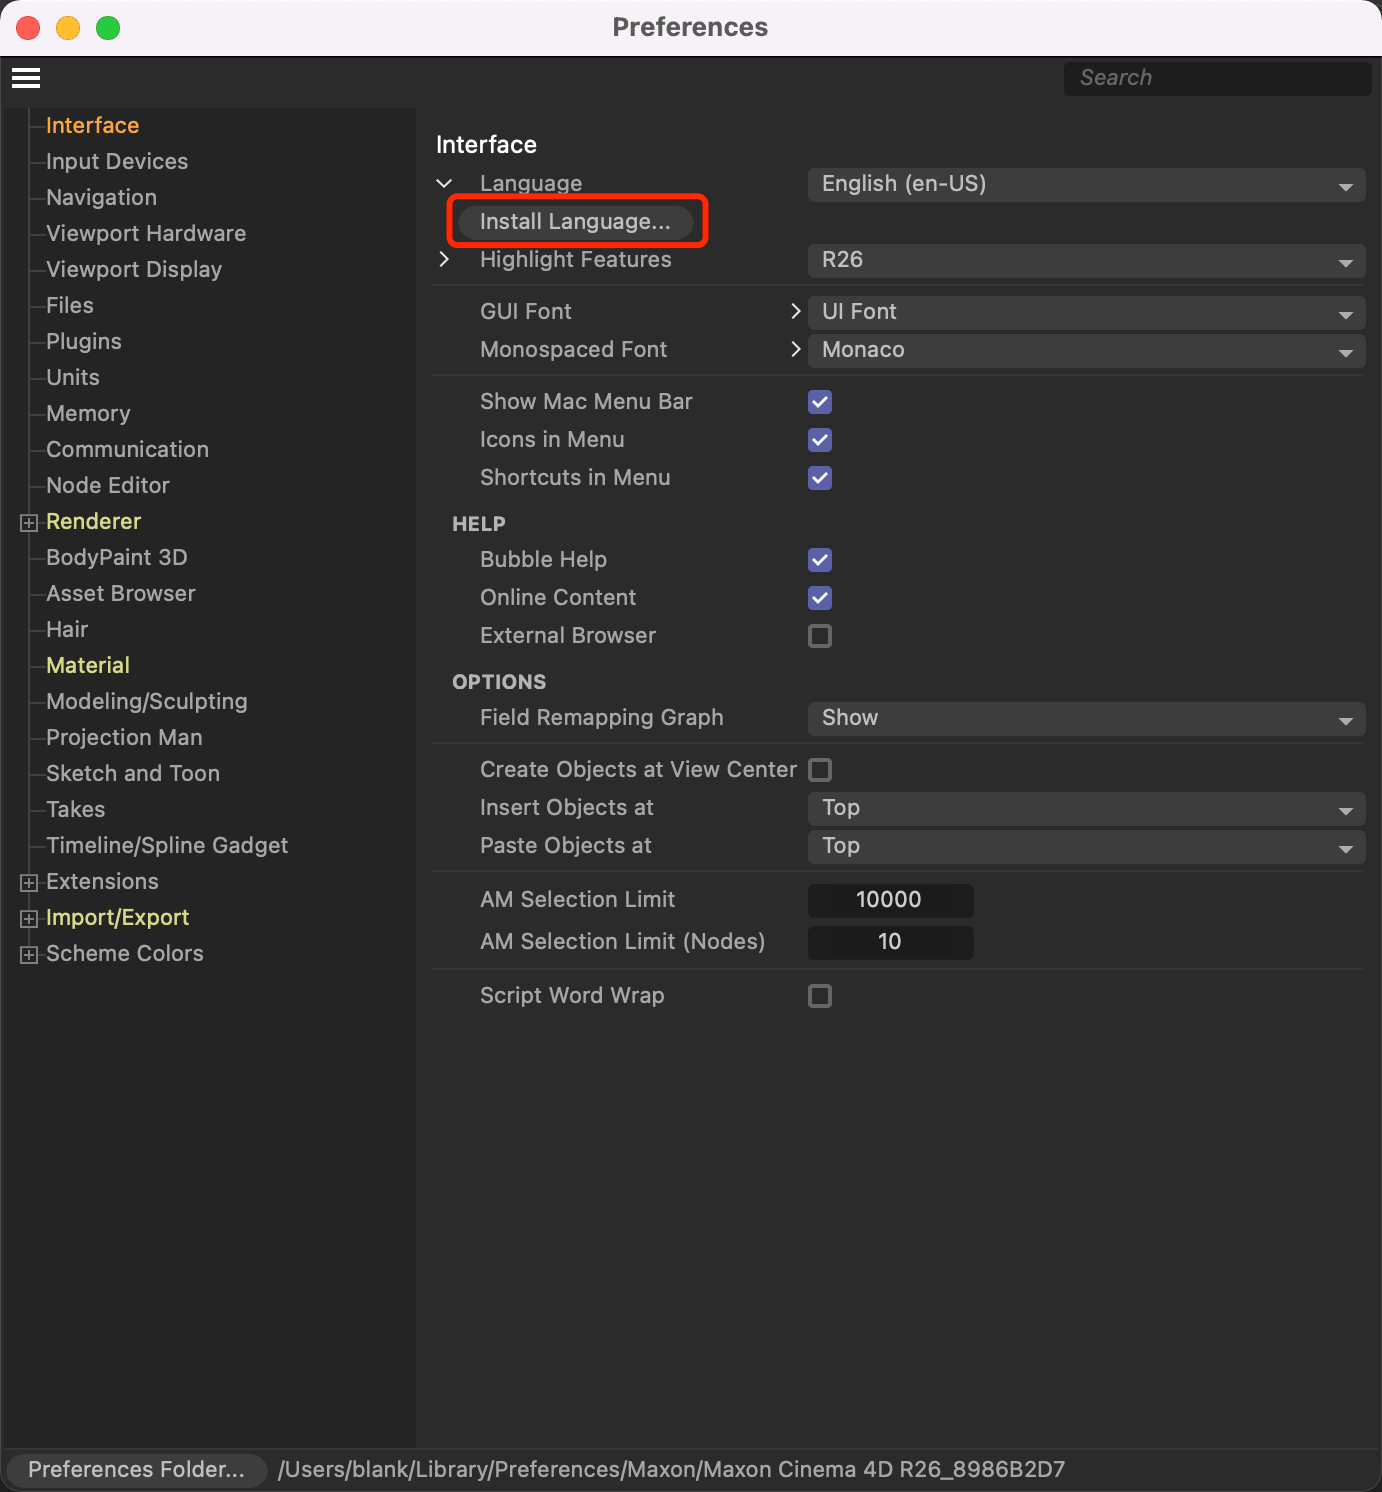 Preferences
Search
Interface
Input Devices
Navigation
Viewport Hardware
Viewport Display
Files
Plugins
Units
Memory
Communication
Node Editor
Renderer
BodyPaint 3D
Asset Browser
Hair
Material
Modeling/Sculpting
Projection Man
Sketch and Toon
Takes
Timeline/Spline Gadget
Extensions
Import/Export
Scheme Colors
Interface
Language English (en-US)
Install Language...
Highlight Features R26
GUI Font UI Font
Monospaced Font Monaco
Show Mac Menu Bar
Icons in Menu
Shortcuts in Menu
HELP
Bubble Help
Online Content
External Browser
OPTIONS
Field Remapping Graph Show
Create Objects at View Center
Insert Objects at Top
Paste Objects at Top
AM Selection Limit 10000
AM Selection Limit (Nodes) 10
Script Word Wrap
Preferences Folder... /Users/blank/Library/Preferences/Maxon/Maxon Cinema 4D R26_8986B2D7